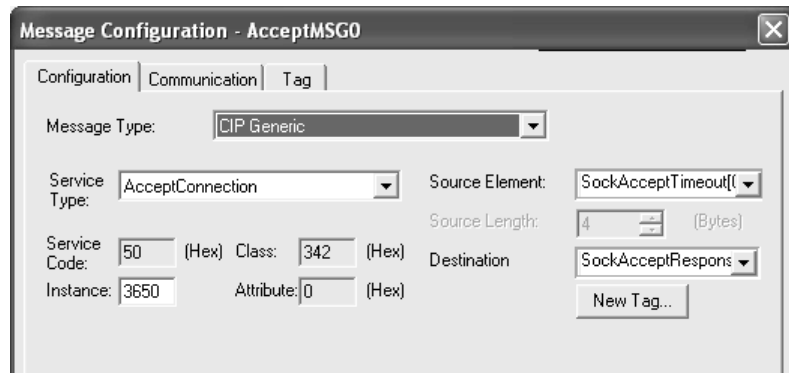 Message Configuration - AcceptMSG0
Configuration Communication Tag
Message Type: CIP Generic
Service Type: AcceptConnection
Source Element: SockAcceptTimeout[(
Source Length: 4 (Bytes)
Service Code: 50 (Hex) Class: 342 (Hex)
Destination SockAcceptRespons
Instance: 3650 Attribute: 0 (Hex)
New Tag...